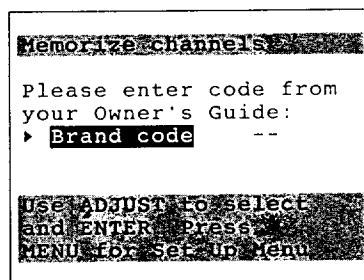 Memorize channels
Please enter code from
your Owner's Guide:
▶ Brand code --
Use ADJUST to select
and ENTER Press
MENU for Set Up Menu